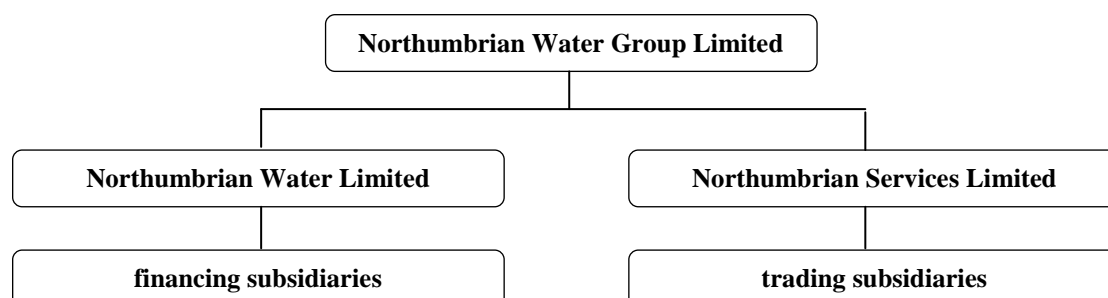 Northumbrian Water Group Limited
Northumbrian Water Limited
Northumbrian Services Limited
financing subsidiaries
trading subsidiaries